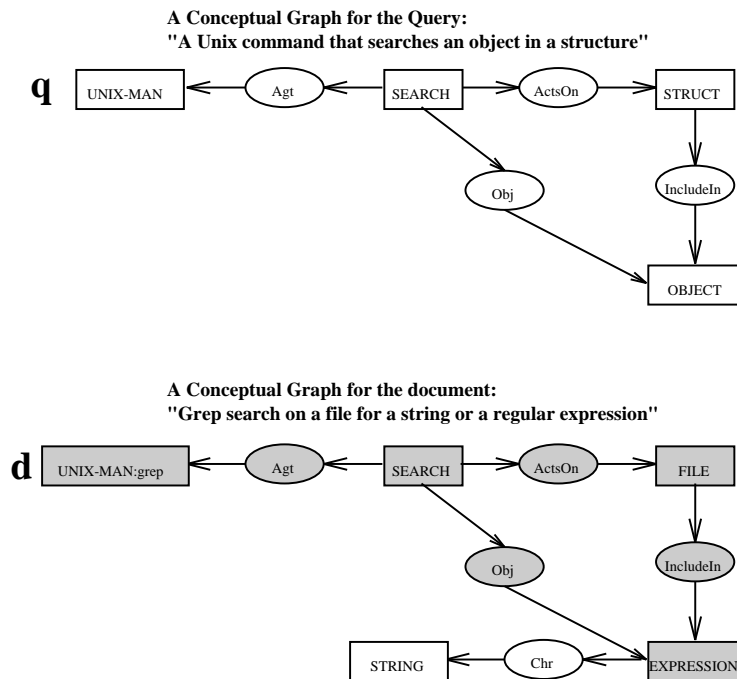 A Conceptual Graph for the Query:
"A Unix command that searches an object in a structure"
q UNIX-MAN Agt SEARCH ActsOn STRUCT
Obj IncludeIn
OBJECT
A Conceptual Graph for the document:
"Grep search on a file for a string or a regular expression"
d UNIX-MAN:grep Agt SEARCH ActsOn FILE
Obj IncludeIn
STRING Chr EXPRESSION